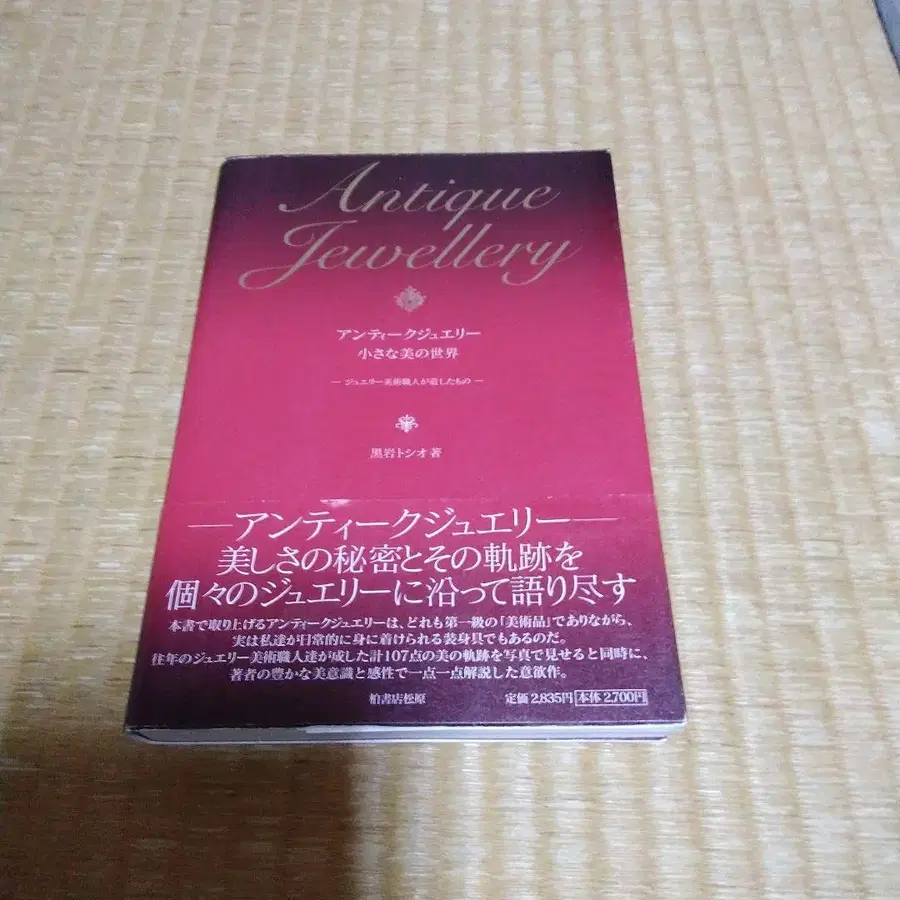 Antique
Jewellery
アンティークジュエリー
小さな美の世界
— ジュエリー美術職人が遺したもの —
黒岩トシオ 著
—アンティークジュエリー—
美しさの秘密とその軌跡を
個々のジュエリーに沿って語り尽す
本書で取り上げるアンティークジュエリーは、どれも第一級の「美術品」でありながら、
実は私達が日常的に身に着けられる装身具でもあるのだ。
往年のジュエリー美術職人達が成した計107点の美の軌跡を写真で見せると同時に、
著者の豊かな美意識と感性で一点一点解説した意欲作。
柏書店松原 定価 2,835円 本体 2,700円